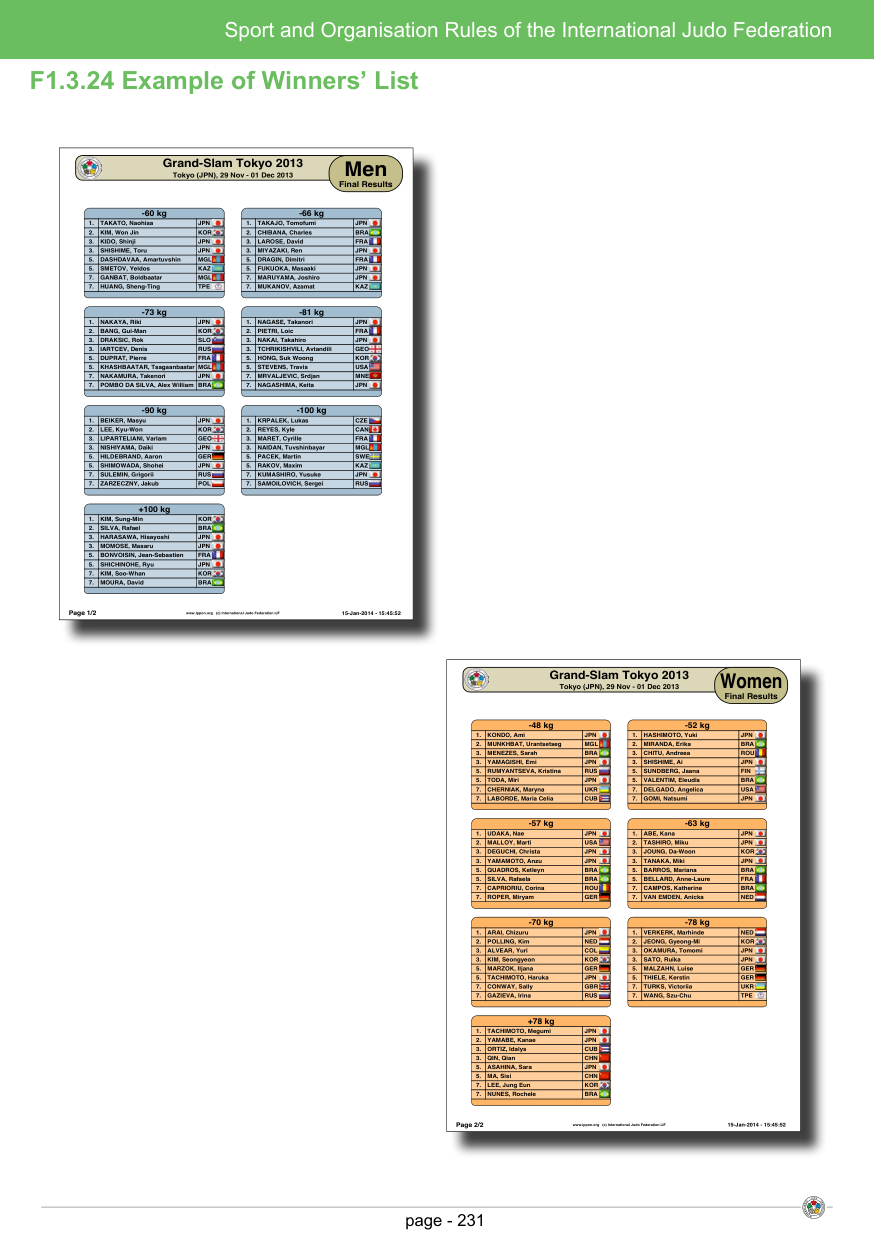 Sport and Organisation Rules of the International Judo Federation
F1.3.24 Example of Winners’ List
Grand-Slam Tokyo 2013
Tokyo (JPN), 29 Nov - 01 Dec 2013
Men
Final Results
-60 kg
1. TAKATO, Naohisa JPN
2. KIM, Won Jin KOR
3. KIDO, Shinji JPN
3. SHISHIME, Toru JPN
5. DASHDAVAA, Amartuvshin MGL
5. SMETOV, Yeldos KAZ
7. GANBAT, Boldbaatar MGL
7. HUANG, Sheng-Ting TPE
-66 kg
1. TAKAJO, Tomofumi JPN
2. CHIBANA, Charles BRA
3. LAROSE, David FRA
3. MIYAZAKI, Ren JPN
5. DRAGIN, Dimitri FRA
5. FUKUOKA, Masaaki JPN
7. MARUYAMA, Joshiro JPN
7. MUKANOV, Azamat KAZ
-73 kg
1. NAKAYA, Riki JPN
2. BANG, Gui-Man KOR
3. DRAKSIC, Rok SLO
3. IARTCEV, Denis RUS
5. DUPRAT, Pierre FRA
5. KHASHBAATAR, Tsagaanbaatar MGL
7. NAKAMURA, Takenori JPN
7. POMBO DA SILVA, Alex William BRA
-81 kg
1. NAGASE, Takanori JPN
2. PIETRI, Loic FRA
3. NAKAI, Takahiro JPN
3. TCHRIKISHVILI, Avtandili GEO
5. HONG, Suk Woong KOR
5. STEVENS, Travis USA
7. MRVALJEVIC, Srdjan MNE
7. NAGASHIMA, Keita JPN
-90 kg
1. BEIKER, Masyu JPN
2. LEE, Kyu-Won KOR
3. LIPARTELIANI, Varlam GEO
3. NISHIYAMA, Daiki JPN
5. HILDEBRAND, Aaron GER
5. SHIMOWADA, Shohei JPN
7. SULEMIN, Grigorii RUS
7. ZARZECZNY, Jakub POL
-100 kg
1. KRPALEK, Lukas CZE
2. REYES, Kyle CAN
3. MARET, Cyrille FRA
3. NAIDAN, Tuvshinbayar MGL
5. PACEK, Martin SWE
5. RAKOV, Maxim KAZ
7. KUMASHIRO, Yusuke JPN
7. SAMOILOVICH, Sergei RUS
+100 kg
1. KIM, Sung-Min KOR
2. SILVA, Rafael BRA
3. HARASAWA, Hisayoshi JPN
3. MOMOSE, Masaru JPN
5. BONVOISIN, Jean-Sebastien FRA
5. SHICHINOHE, Ryu JPN
7. KIM, Soo-Whan KOR
7. MOURA, David BRA
Page 1/2 www.ippon.org (c) International Judo Federation IJF 15-Jan-2014 - 15:45:52
Grand-Slam Tokyo 2013
Tokyo (JPN), 29 Nov - 01 Dec 2013
Women
Final Results
-48 kg
1. KONDO, Ami JPN
2. MUNKHBAT, Urantsetseg MGL
3. MENEZES, Sarah BRA
3. YAMAGISHI, Emi JPN
5. RUMYANTSEVA, Kristina RUS
5. TODA, Miri JPN
7. CHERNIAK, Maryna UKR
7. LABORDE, Maria Celia CUB
-52 kg
1. HASHIMOTO, Yuki JPN
2. MIRANDA, Erika BRA
3. CHITU, Andreea ROU
3. SHISHIME, Ai JPN
5. SUNDBERG, Jaana FIN
5. VALENTIM, Eleudis BRA
7. DELGADO, Angelica USA
7. GOMI, Natsumi JPN
-57 kg
1. UDAKA, Nae JPN
2. MALLOY, Marti USA
3. DEGUCHI, Christa JPN
3. YAMAMOTO, Anzu JPN
5. QUADROS, Ketleyn BRA
5. SILVA, Rafaela BRA
7. CAPRIORIU, Corina ROU
7. ROPER, Miryam GER
-63 kg
1. ABE, Kana JPN
2. TASHIRO, Miku JPN
3. JOUNG, Da-Woon KOR
3. TANAKA, Miki JPN
5. BARROS, Mariana BRA
5. BELLARD, Anne-Laure FRA
7. CAMPOS, Katherine BRA
7. VAN EMDEN, Anicka NED
-70 kg
1. ARAI, Chizuru JPN
2. POLLING, Kim NED
3. ALVEAR, Yuri COL
3. KIM, Seongyeon KOR
5. MARZOK, Iljana GER
5. TACHIMOTO, Haruka JPN
7. CONWAY, Sally GBR
7. GAZIEVA, Irina RUS
-78 kg
1. VERKERK, Marhinde NED
2. JEONG, Gyeong-Mi KOR
3. OKAMURA, Tomomi JPN
3. SATO, Ruika JPN
5. MALZAHN, Luise GER
5. THIELE, Kerstin GER
7. TURKS, Victoriia UKR
7. WANG, Szu-Chu TPE
+78 kg
1. TACHIMOTO, Megumi JPN
2. YAMABE, Kanae JPN
3. ORTIZ, Idalys CUB
3. QIN, Qian CHN
5. ASAHINA, Sara JPN
5. MA, Sisi CHN
7. LEE, Jung Eun KOR
7. NUNES, Rochele BRA
Page 2/2 www.ippon.org (c) International Judo Federation IJF 15-Jan-2014 - 15:45:52
page - 231